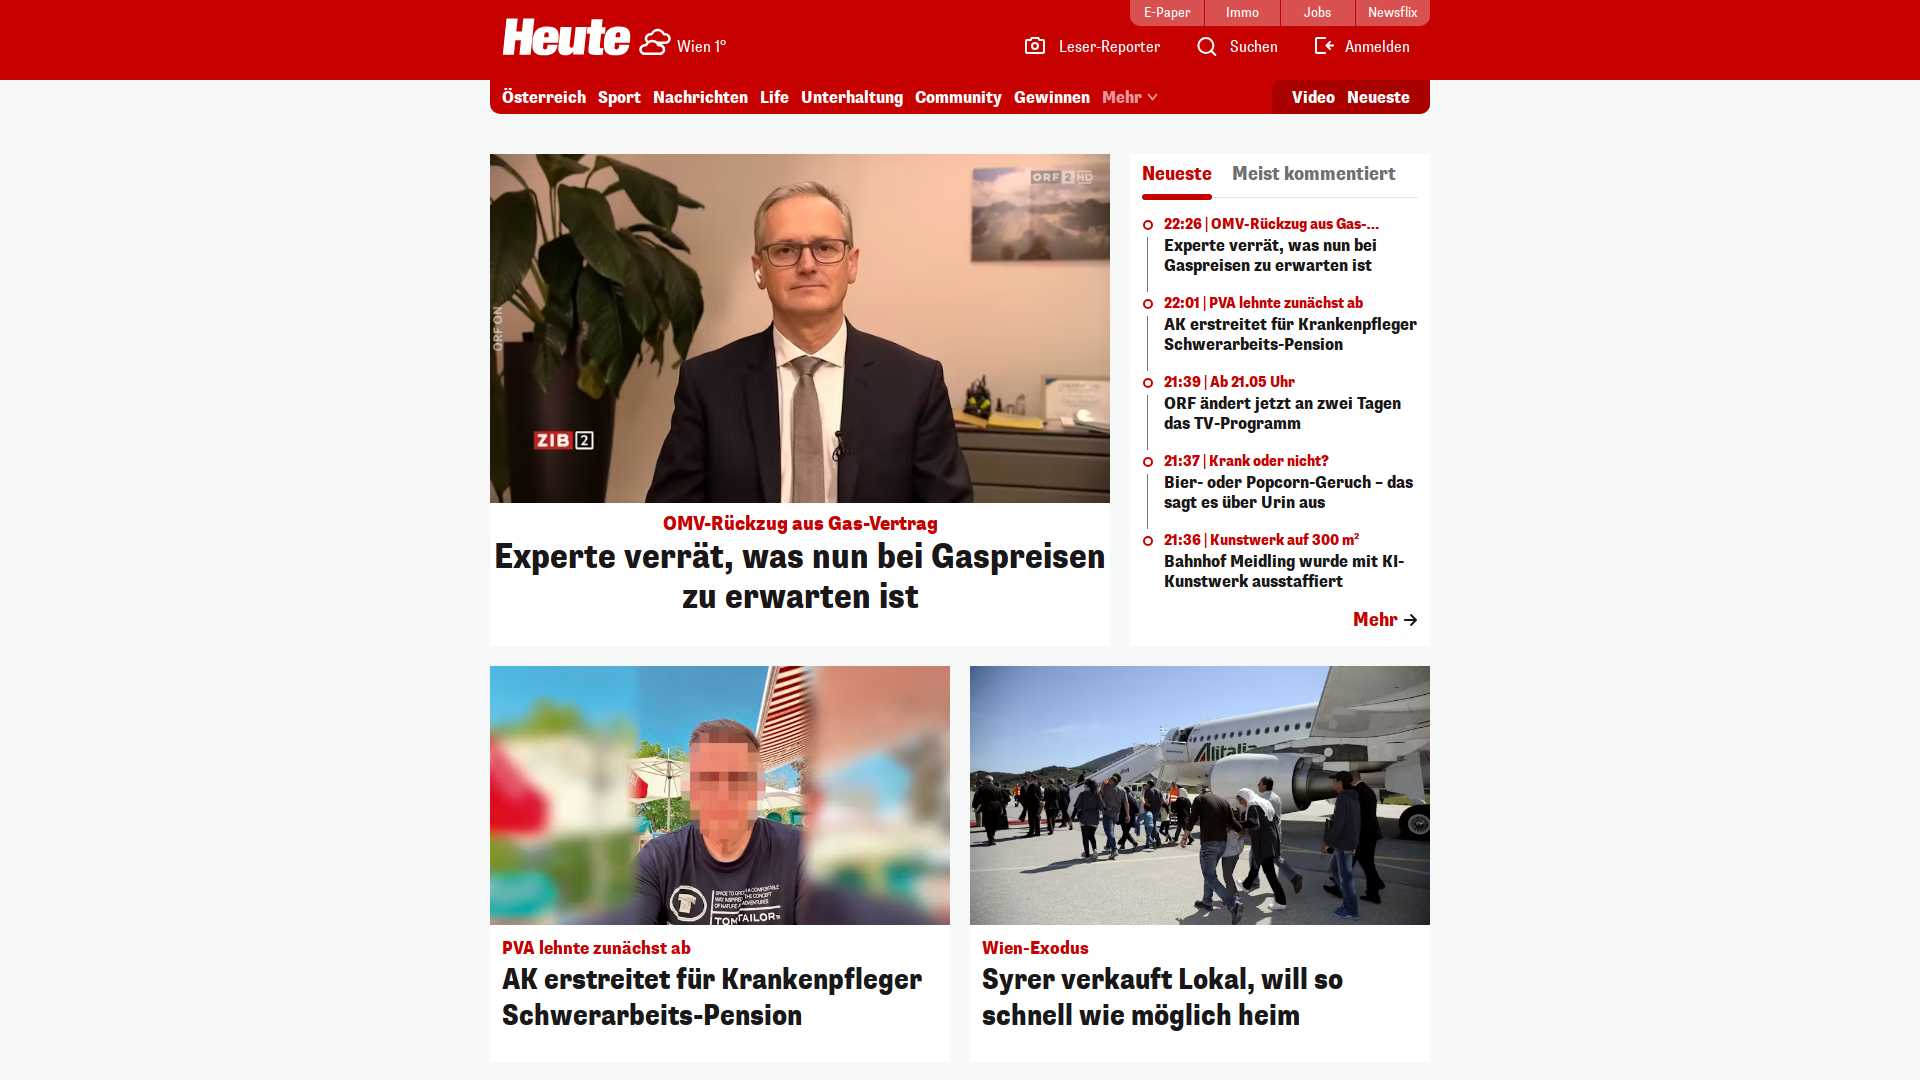 E-Paper
Immo
Jobs
Newsflix
Heute
Wien 1°
Leser-Reporter
Suchen
Anmelden
Österreich
Sport
Nachrichten
Life
Unterhaltung
Community
Gewinnen
Mehr
Video
Neueste
ORF 2 HD
ORF ON
ZIB 2
OMV-Rückzug aus Gas-Vertrag
Experte verrät, was nun bei Gaspreisen
zu erwarten ist
Neueste
Meist kommentiert
22:26 | OMV-Rückzug aus Gas-...
Experte verrät, was nun bei
Gaspreisen zu erwarten ist
22:01 | PVA lehnte zunächst ab
AK erstreitet für Krankenpfleger
Schwerarbeits-Pension
21:39 | Ab 21.05 Uhr
ORF ändert jetzt an zwei Tagen
das TV-Programm
21:37 | Krank oder nicht?
Bier- oder Popcorn-Geruch – das
sagt es über Urin aus
21:36 | Kunstwerk auf 300 m²
Bahnhof Meidling wurde mit KI-
Kunstwerk ausstaffiert
Mehr
TOM TAILOR
PVA lehnte zunächst ab
AK erstreitet für Krankenpfleger
Schwerarbeits-Pension
Alitalia
Wien-Exodus
Syrer verkauft Lokal, will so
schnell wie möglich heim